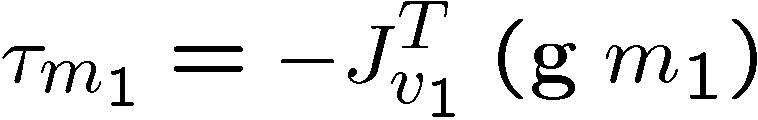 τ_{m_1} = −J_{v_1}^T (𝐠 m_1)